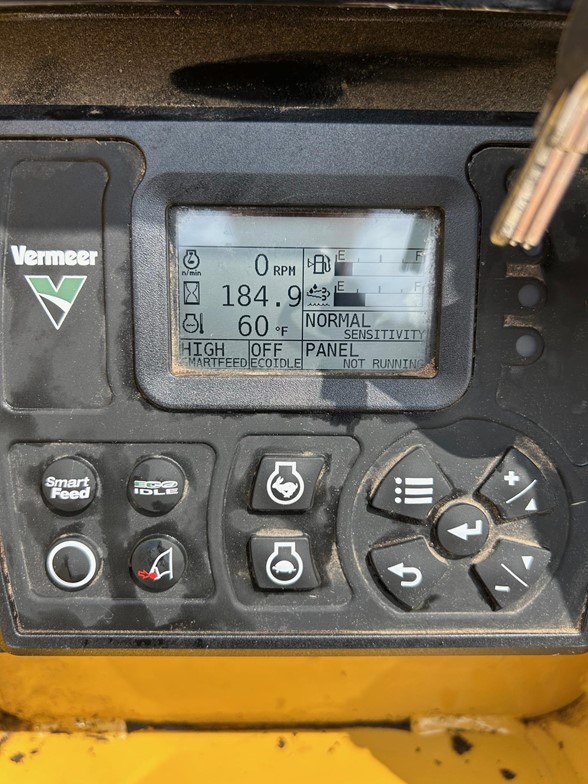 Vermeer
0 RPM
n/min
E F
184.9
E F
60 °F
NORMAL
SENSITIVITY
HIGH OFF PANEL
SMARTFEED ECOIDLE NOT RUNNING
Smart
Feed
ECO
IDLE